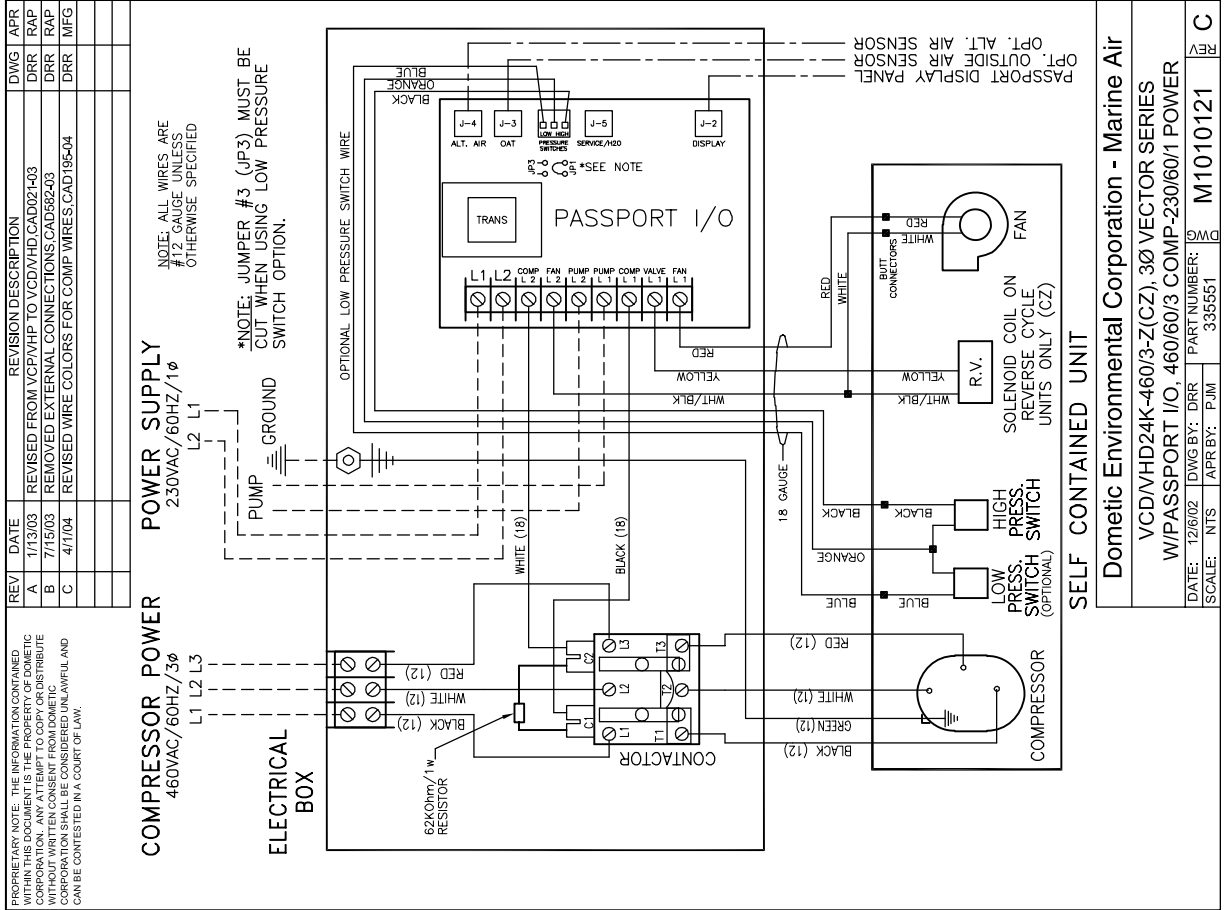 PROPRIETARY NOTE: THE INFORMATION CONTAINED
WITHIN THIS DOCUMENT IS THE PROPERTY OF DOMETIC
CORPORATION. ANY ATTEMPT TO COPY OR DISTRIBUTE
WITHOUT WRITTEN CONSENT FROM DOMETIC
CORPORATION SHALL BE CONSIDERED UNLAWFUL AND
CAN BE CONTESTED IN A COURT OF LAW.
REV DATE REVISION DESCRIPTION DWG APR
A 1/13/03 REVISED FROM VCP/VHP TO VCD/VHD,CAD021-03 DRR RAP
B 7/15/03 REMOVED EXTERNAL CONNECTIONS,CAD582-03 DRR RAP
C 4/1/04 REVISED WIRE COLORS FOR COMP WIRES,CAD195-04 DRR MFG
COMPRESSOR POWER
460VAC/60HZ/3ø
L1 L2 L3
POWER SUPPLY
230VAC/60HZ/1ø
L2 L1
NOTE: ALL WIRES ARE
#12 GAUGE UNLESS
OTHERWISE SPECIFIED
*NOTE: JUMPER #3 (JP3) MUST BE
CUT WHEN USING LOW PRESSURE
SWITCH OPTION.
ELECTRICAL
BOX
PUMP
GROUND
OPTIONAL LOW PRESSURE SWITCH WIRE
BLUE
ORANGE
BLACK
OPT. ALT. AIR SENSOR
OPT. OUTSIDE AIR SENSOR
PASSPORT DISPLAY PANEL
J-4
ALT. AIR
J-3
OAT
LOW HIGH
PRESSURE
SWITCHES
J-5
SERVICE/H20
J-2
DISPLAY
JP3
JP1
*SEE NOTE
TRANS
PASSPORT I/O
L1
L2
COMP L 2
FAN L 2
PUMP L 2
PUMP L 1
COMP L 1
VALVE L 1
FAN L 1
BLACK (12)
WHITE (12)
RED (12)
62KOhm/1w
RESISTOR
WHITE (18)
BLACK (18)
C1
C2
L1
L2
L3
T1
T2
T3
CONTACTOR
WHT/BLK
YELLOW
RED
18 GAUGE
RED
WHITE
BUTT
CONNECTORS
RED
WHITE
FAN
WHT/BLK
YELLOW
R.V.
SOLENOID COIL ON
REVERSE CYCLE
UNITS ONLY (CZ)
BLACK
BLACK
ORANGE
BLUE
BLUE
HIGH
PRESS.
SWITCH
LOW
PRESS.
SWITCH
(OPTIONAL)
BLACK (12)
GREEN (12)
WHITE (12)
RED (12)
COMPRESSOR
SELF CONTAINED UNIT
Dometic Environmental Corporation - Marine Air
VCD/VHD24K-460/3-Z(CZ), 3Ø VECTOR SERIES
W/PASSPORT I/O, 460/60/3 COMP-230/60/1 POWER
DATE: 12/6/02 DWG BY: DRR PART NUMBER: DWG M1010121 REV C
SCALE: NTS APR BY: PJM 335551